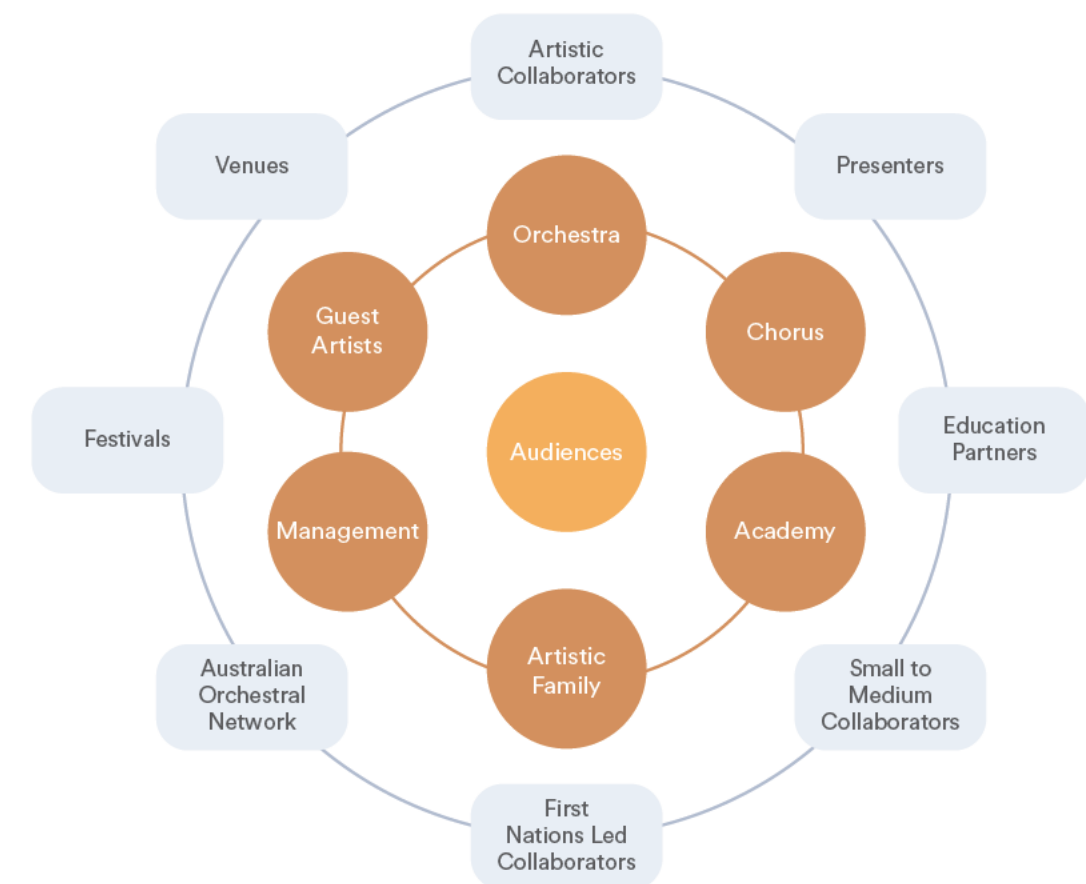 Artistic
Collaborators
Venues
Presenters
Orchestra
Guest
Artists
Chorus
Festivals
Audiences
Education
Partners
Management
Academy
Australian
Orchestral
Network
Artistic
Family
Small to
Medium
Collaborators
First
Nations Led
Collaborators